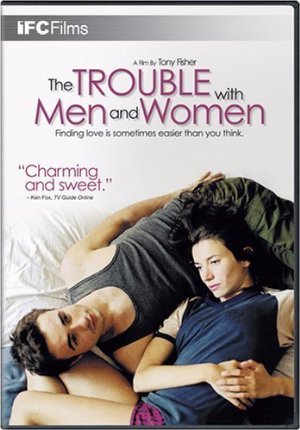 IFC Films
A Film By Tony Fisher
The TROUBLE with
Men and Women
Finding love is sometimes easier than you think.
"Charming
and sweet."
– Ken Fox, TV Guide Online